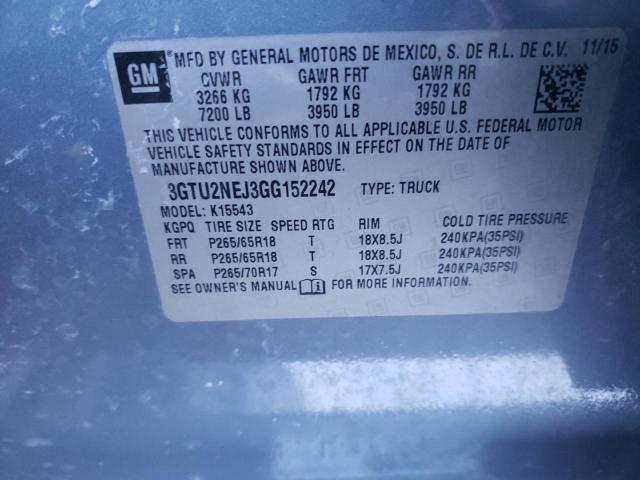 GM MFD BY GENERAL MOTORS DE MEXICO, S. DE R.L. DE C.V. 11/15
GVWR GAWR FRT GAWR RR
3266 KG 1792 KG 1792 KG
7200 LB 3950 LB 3950 LB
THIS VEHICLE CONFORMS TO ALL APPLICABLE U.S. FEDERAL MOTOR
VEHICLE SAFETY STANDARDS IN EFFECT ON THE DATE OF
MANUFACTURE SHOWN ABOVE.
3GTU2NEJ3GG152242 TYPE: TRUCK
MODEL: K15543
KGPQ TIRE SIZE SPEED RTG RIM COLD TIRE PRESSURE
FRT P265/65R18 T 18X8.5J 240KPA(35PSI)
RR P265/65R18 T 18X8.5J 240KPA(35PSI)
SPA P265/70R17 S 17X7.5J 240KPA(35PSI)
SEE OWNER'S MANUAL i FOR MORE INFORMATION.